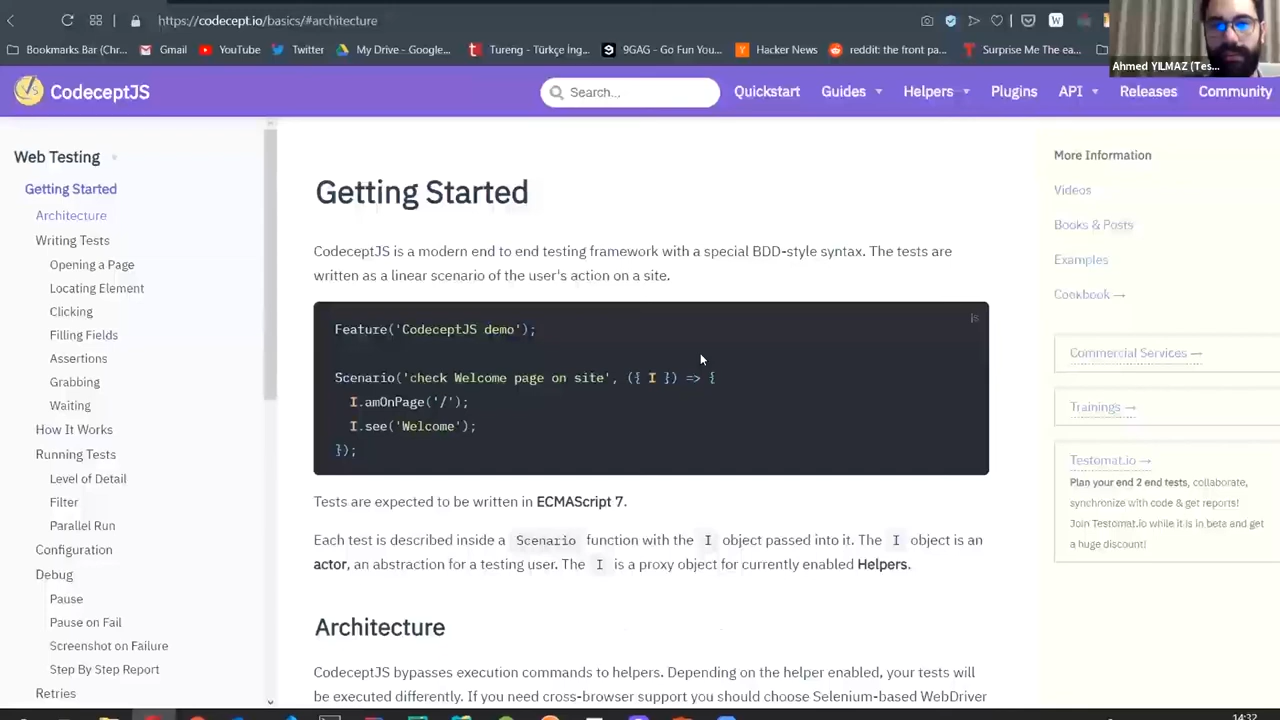 https://codecept.io/basics/#architecture
Bookmarks Bar (Chr...
Gmail
YouTube
Twitter
My Drive - Google...
Tureng - Türkçe İng...
9GAG - Go Fun You...
Hacker News
reddit: the front pa...
Surprise Me The ea...
Ahmed YILMAZ (Tes...
CodeceptJS
Search...
Quickstart
Guides
Helpers
Plugins
API
Releases
Community
Web Testing
Getting Started
Architecture
Writing Tests
Opening a Page
Locating Element
Clicking
Filling Fields
Assertions
Grabbing
Waiting
How It Works
Running Tests
Level of Detail
Filter
Parallel Run
Configuration
Debug
Pause
Pause on Fail
Screenshot on Failure
Step By Step Report
Retries
Getting Started
CodeceptJS is a modern end to end testing framework with a special BDD-style syntax. The tests are
written as a linear scenario of the user's action on a site.
js
Feature('CodeceptJS demo');
Scenario('check Welcome page on site', ({ I }) => {
I.amOnPage('/');
I.see('Welcome');
});
Tests are expected to be written in ECMAScript 7.
Each test is described inside a Scenario function with the I object passed into it. The I object is an
actor, an abstraction for a testing user. The I is a proxy object for currently enabled Helpers.
Architecture
CodeceptJS bypasses execution commands to helpers. Depending on the helper enabled, your tests will
be executed differently. If you need cross-browser support you should choose Selenium-based WebDriver
More Information
Videos
Books & Posts
Examples
Cookbook →
Commercial Services →
Trainings →
Testomat.io →
Plan your end 2 end tests, collaborate,
synchronize with code & get reports!
Join Testomat.io while it is in beta and get
a huge discount!
14:32